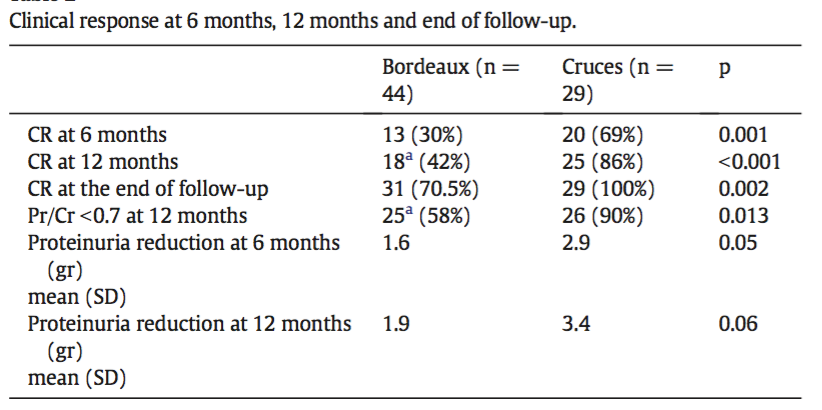 Clinical response at 6 months, 12 months and end of follow-up.
Bordeaux (n = 44) Cruces (n = 29) p
CR at 6 months 13 (30%) 20 (69%) 0.001
CR at 12 months 18a (42%) 25 (86%) <0.001
CR at the end of follow-up 31 (70.5%) 29 (100%) 0.002
Pr/Cr <0.7 at 12 months 25a (58%) 26 (90%) 0.013
Proteinuria reduction at 6 months 1.6 2.9 0.05
(gr)
mean (SD)
Proteinuria reduction at 12 months 1.9 3.4 0.06
(gr)
mean (SD)